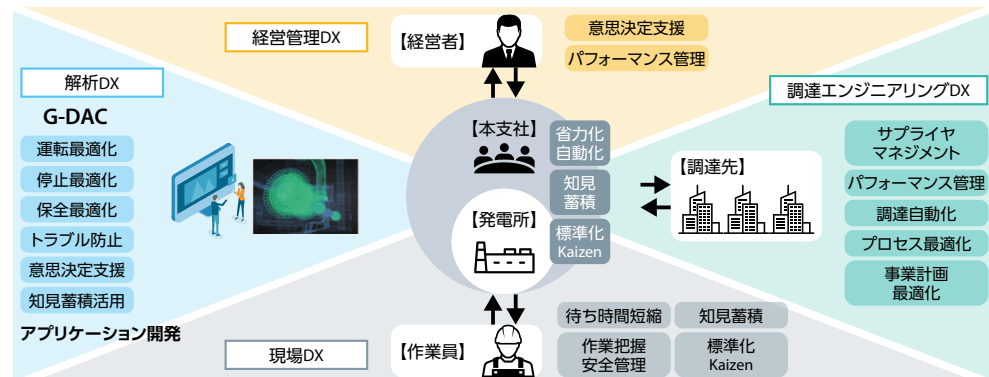 経営管理DX
【経営者】
意思決定支援
パフォーマンス管理
解析DX
G-DAC
運転最適化
停止最適化
保全最適化
トラブル防止
意思決定支援
知見蓄積活用
アプリケーション開発
【本支社】
省力化
自動化
知見
蓄積
【発電所】
標準化
Kaizen
調達エンジニアリングDX
【調達先】
サプライヤ
マネジメント
パフォーマンス管理
調達自動化
プロセス最適化
事業計画
最適化
現場DX
【作業員】
待ち時間短縮
知見蓄積
作業把握
安全管理
標準化
Kaizen